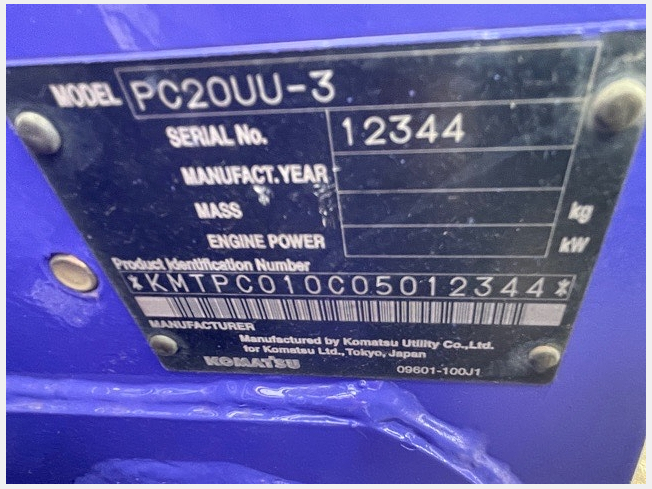 MODEL PC20UU-3
SERIAL No. 12344
MANUFACT. YEAR
MASS kg
ENGINE POWER kW
Product Identification Number
*KMTPC010C05012344*
MANUFACTURER
Manufactured by Komatsu Utility Co.,Ltd.
for Komatsu Ltd.,Tokyo, Japan
KOMATSU 09601-100J1